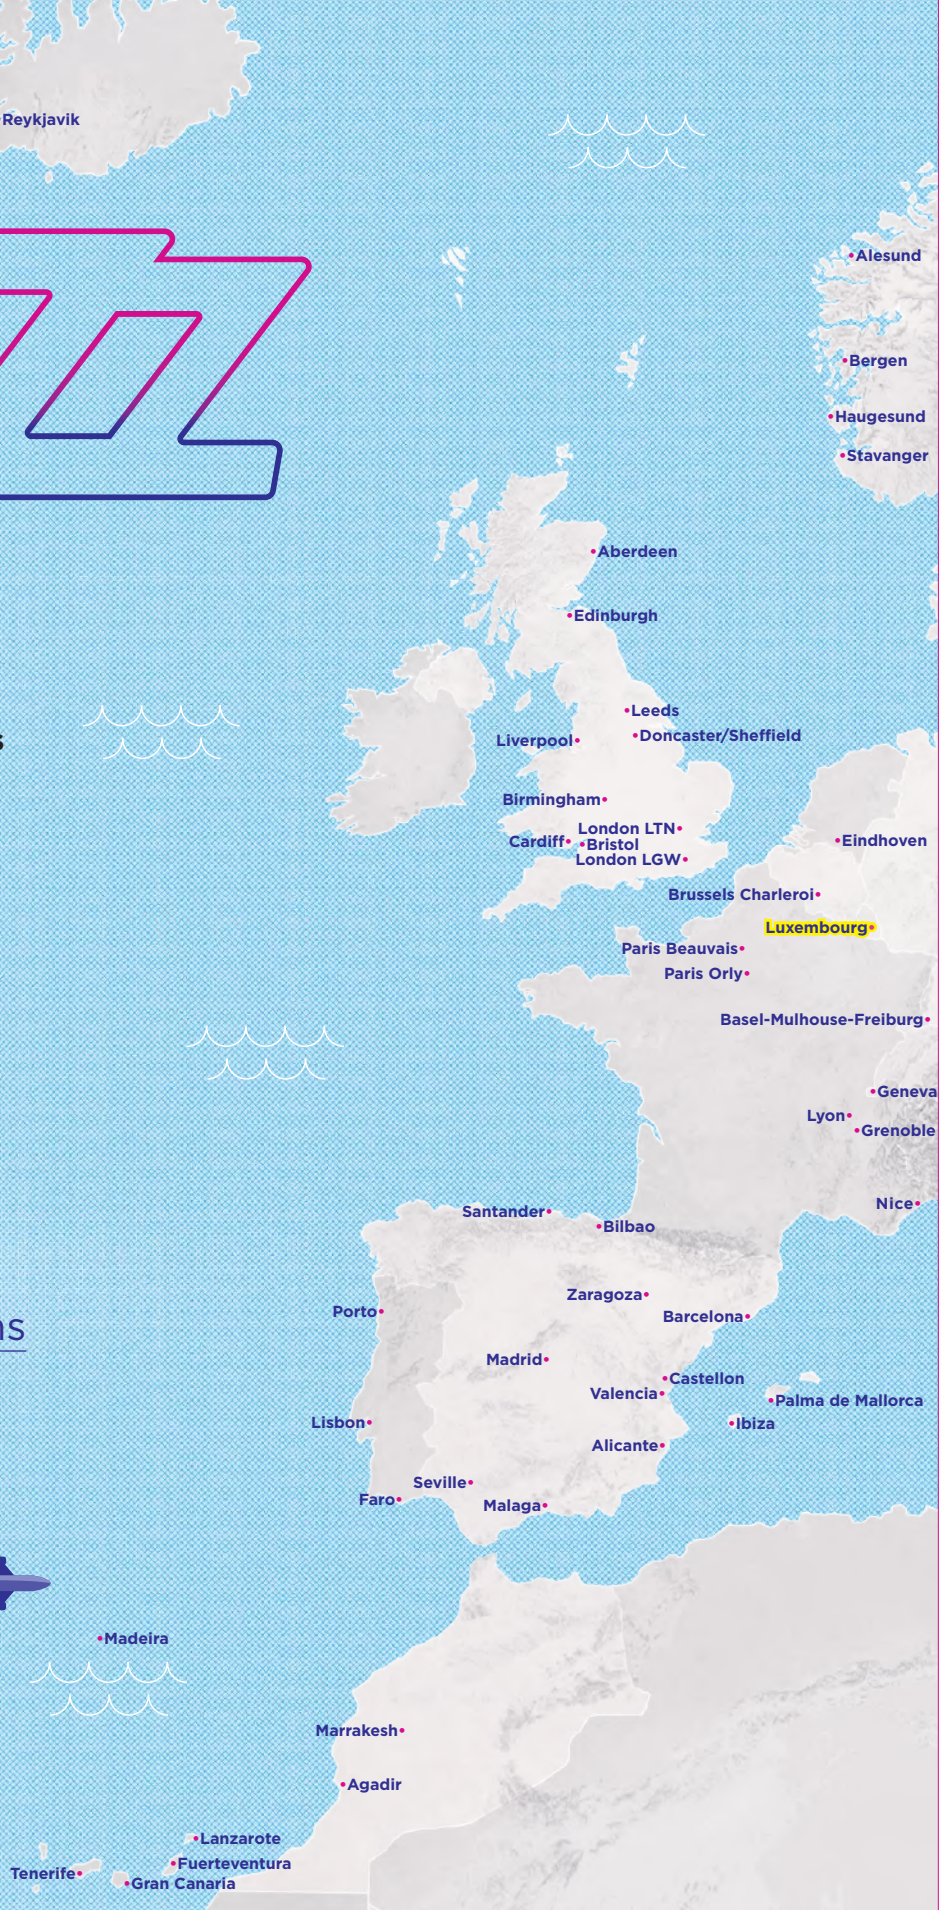 Reykjavik
Alesund
Bergen
Haugesund
Stavanger
Aberdeen
Edinburgh
Leeds
Doncaster/Sheffield
s
Liverpool
Birmingham
London LTN
Cardiff
Bristol
Eindhoven
London LGW
Brussels Charleroi
Luxembourg
Paris Beauvais
Paris Orly
Basel-Mulhouse-Freiburg
Geneva
Lyon
Grenoble
Nice
Santander
Bilbao
Zaragoza
Porto
Barcelona
ns
Madrid
Castellon
Valencia
Palma de Mallorca
Lisbon
Ibiza
Alicante
Seville
Faro
Malaga
Madeira
Marrakesh
Agadir
Lanzarote
Fuerteventura
Tenerife
Gran Canaria